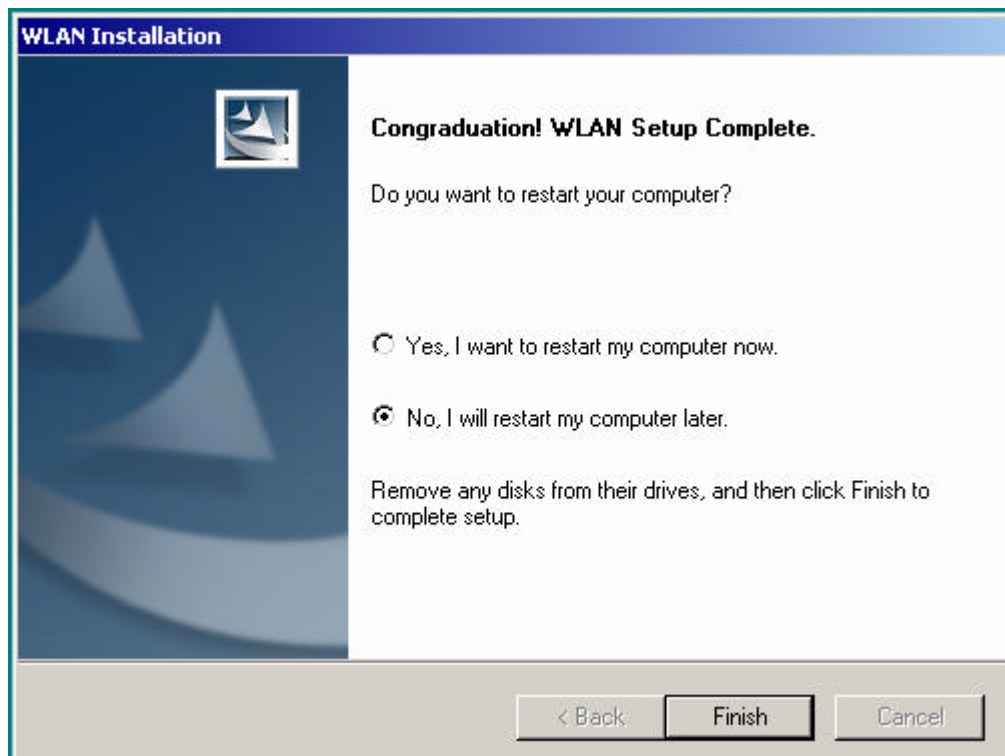 WLAN Installation
Congraduation! WLAN Setup Complete.
Do you want to restart your computer?
Yes, I want to restart my computer now.
No, I will restart my computer later.
Remove any disks from their drives, and then click Finish to
complete setup.
< Back
Finish
Cancel